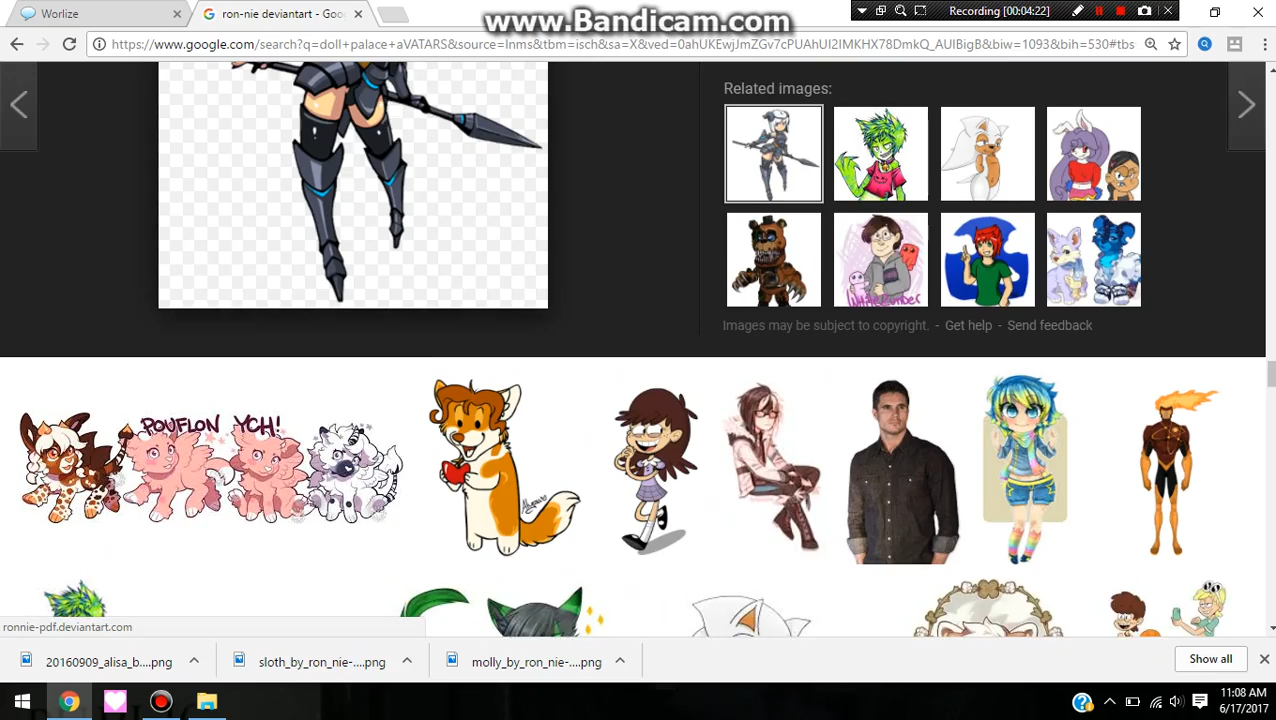 www.Bandicam.com
Worlize
ron-nie deviantart - Goo
Recording [00:04:22]
https://www.google.com/search?q=doll+palace+aVATARS&source=lnms&tbm=isch&sa=X&ved=0ahUKEwjJmZGv7cPUAhUI2IMKHX78DmkQ_AUIBigB&biw=1093&bih=530#tbs
Related images:
Images may be subject to copyright. - Get help - Send feedback
POUFLON YCH!
ronnie-pdf.deviantart.com
20160909_alisa_b....png
sloth_by_ron_nie-....png
molly_by_ron_nie-....png
Show all
11:08 AM
6/17/2017